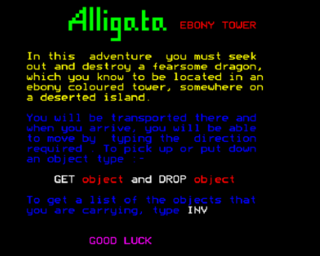 Alligata EBONY TOWER
In this adventure you must seek
out and destroy a fearsome dragon,
which you know to be located in an
ebony coloured tower, somewhere on
a deserted island.
You will be transported there and
when you arrive, you will be able
to move by typing the direction
required. To pick up or put down
an object type -
GET object and DROP object
To get a list of the objects that
you are carrying, type INV
GOOD LUCK